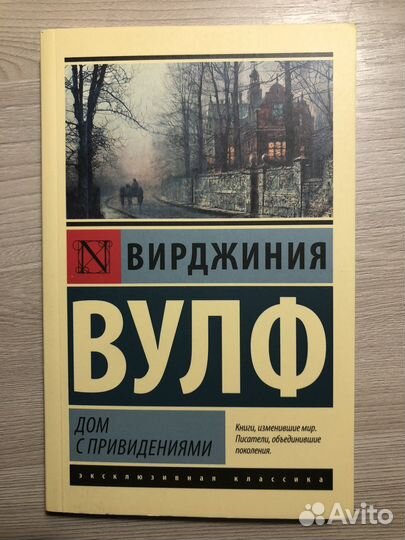 N
ВИРДЖИНИЯ
ВУЛФ
ДОМ
С ПРИВИДЕНИЯМИ
Книги, изменившие мир.
Писатели, объединившие
поколения.
эксклюзивная классика
Avito